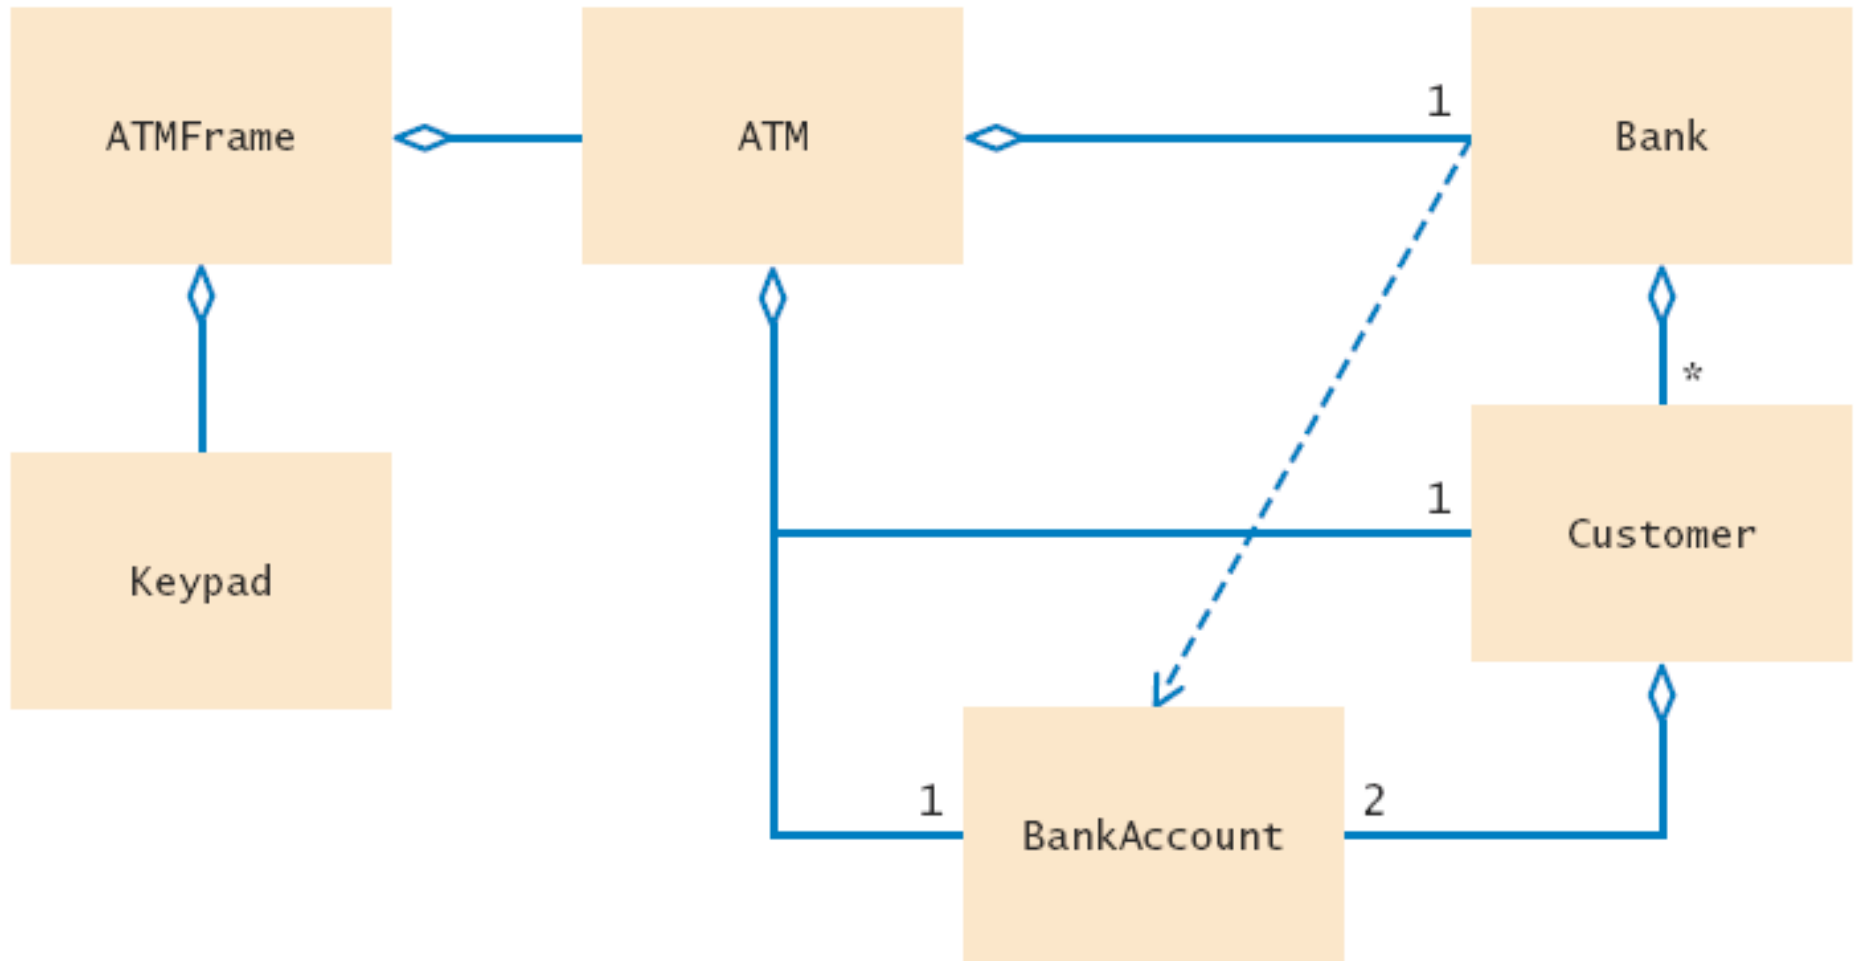 ATMFrame
ATM
1
Bank
*
1
Customer
Keypad
1
2
BankAccount